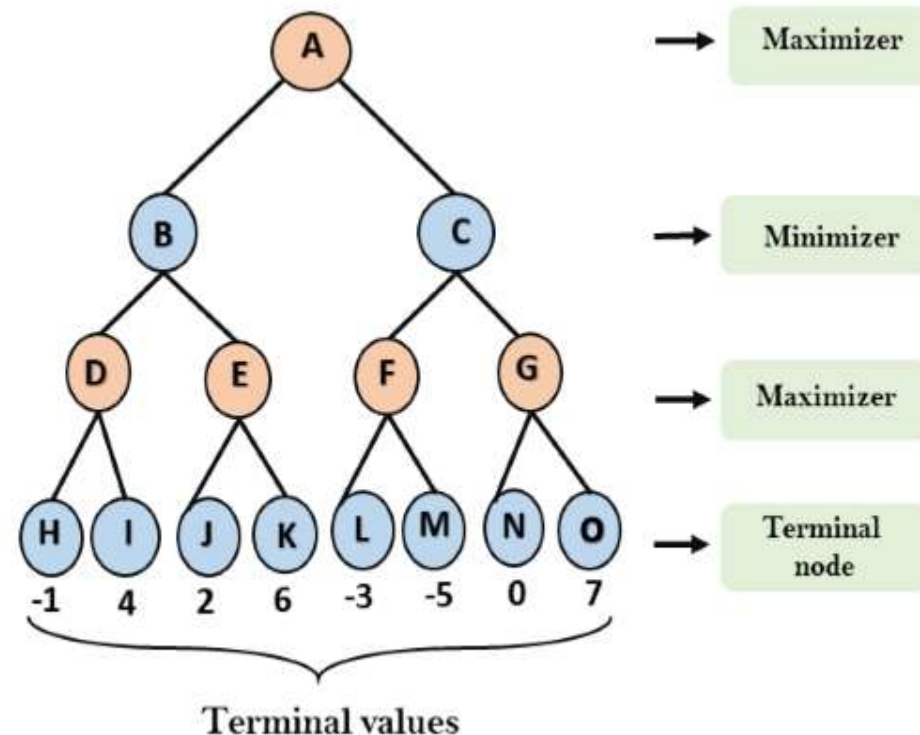 A
Maximizer
B
C
Minimizer
D
E
F
G
Maximizer
H
I
J
K
L
M
N
O
Terminal
node
-1
4
2
6
-3
-5
0
7
Terminal values